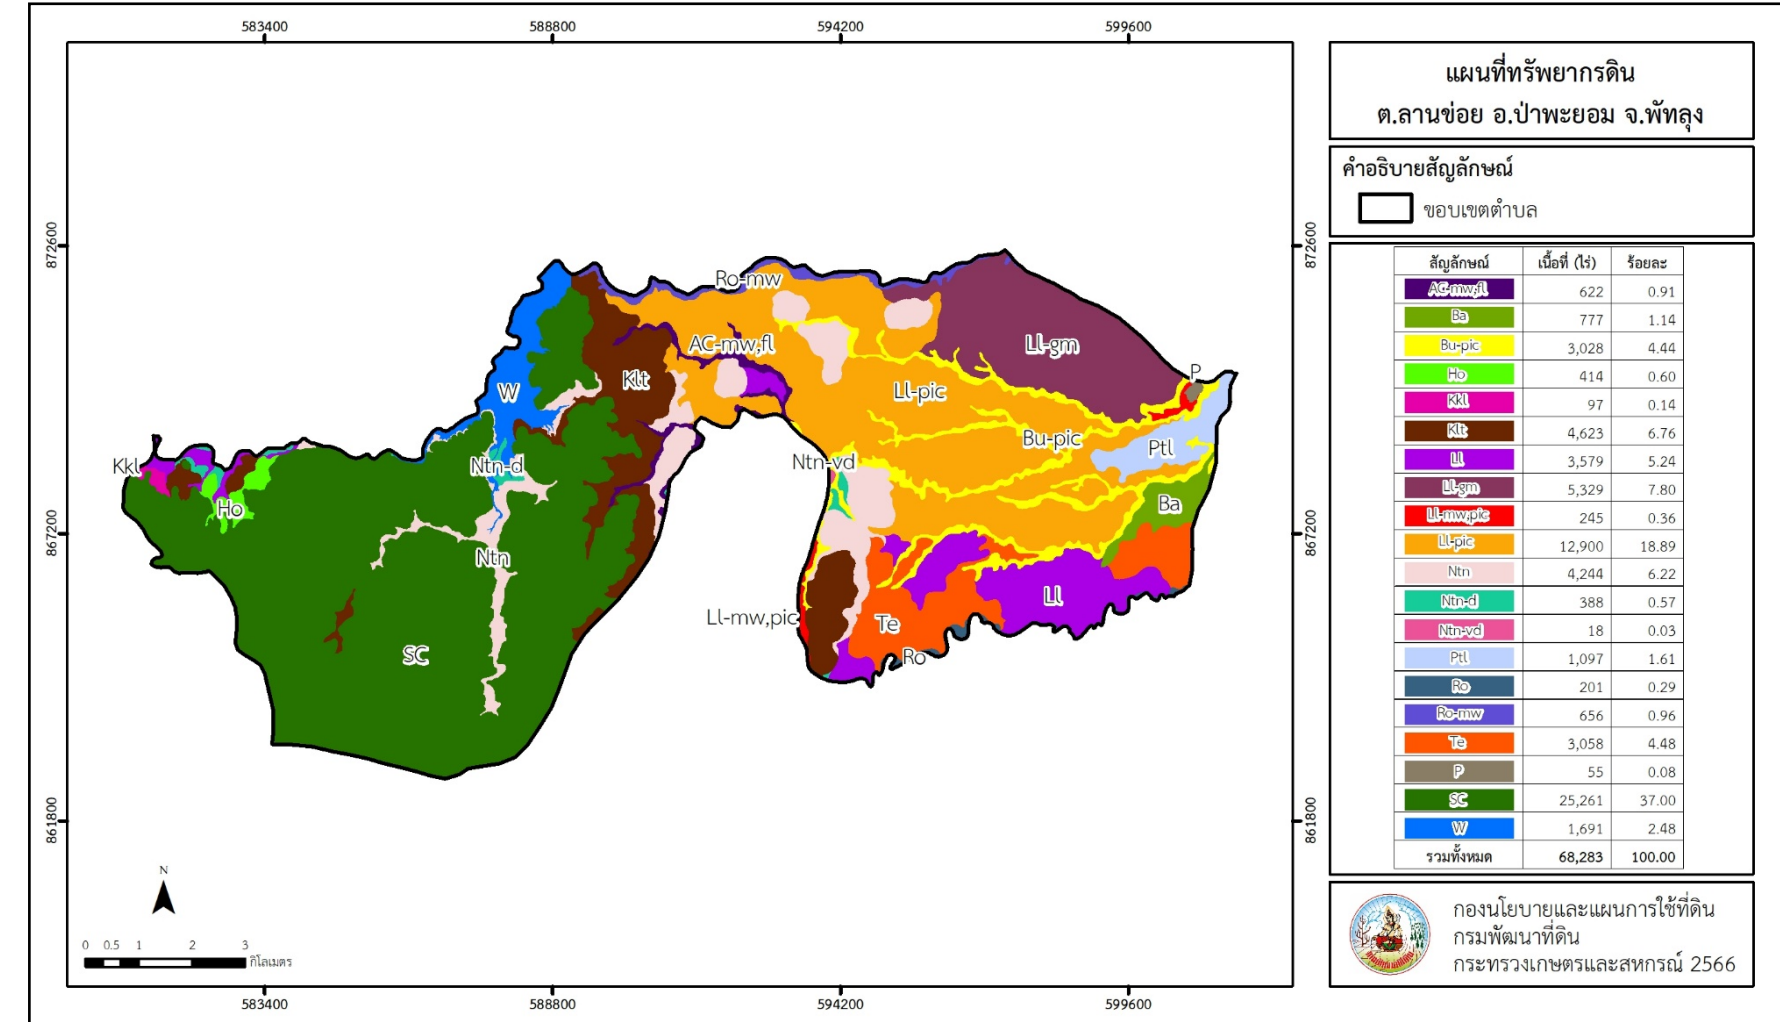 583400 588800 594200 599600
แผนที่ทรัพยากรดิน
ต.ลานข่อย อ.ป่าพะยอม จ.พัทลุง
คำอธิบายสัญลักษณ์
ขอบเขตตำบล
872600 872600
867200 867200
861800 861800
Ro-mw
AC-mw,fl
Ll-gm
P
W
Klt
Ll-pic
Bu-pic
Ptl
Kkl
Ntn-d
Ntn-vd
Ho
Ba
Ntn
Ll
Ll-mw,pic
Te
SC
Ro
สัญลักษณ์ เนื้อที่ (ไร่) ร้อยละ
AC-mw,fl 622 0.91
Ba 777 1.14
Bu-pic 3,028 4.44
Ho 414 0.60
Kkl 97 0.14
Klt 4,623 6.76
Ll 3,579 5.24
Ll-gm 5,329 7.80
Ll-mw,pic 245 0.36
Ll-pic 12,900 18.89
Ntn 4,244 6.22
Ntn-d 388 0.57
Ntn-vd 18 0.03
Ptl 1,097 1.61
Ro 201 0.29
Ro-mw 656 0.96
Te 3,058 4.48
P 55 0.08
SC 25,261 37.00
W 1,691 2.48
รวมทั้งหมด 68,283 100.00
N
0 0.5 1 2 3
กิโลเมตร
กองนโยบายและแผนการใช้ที่ดิน
กรมพัฒนาที่ดิน
กระทรวงเกษตรและสหกรณ์ 2566
583400 588800 594200 599600